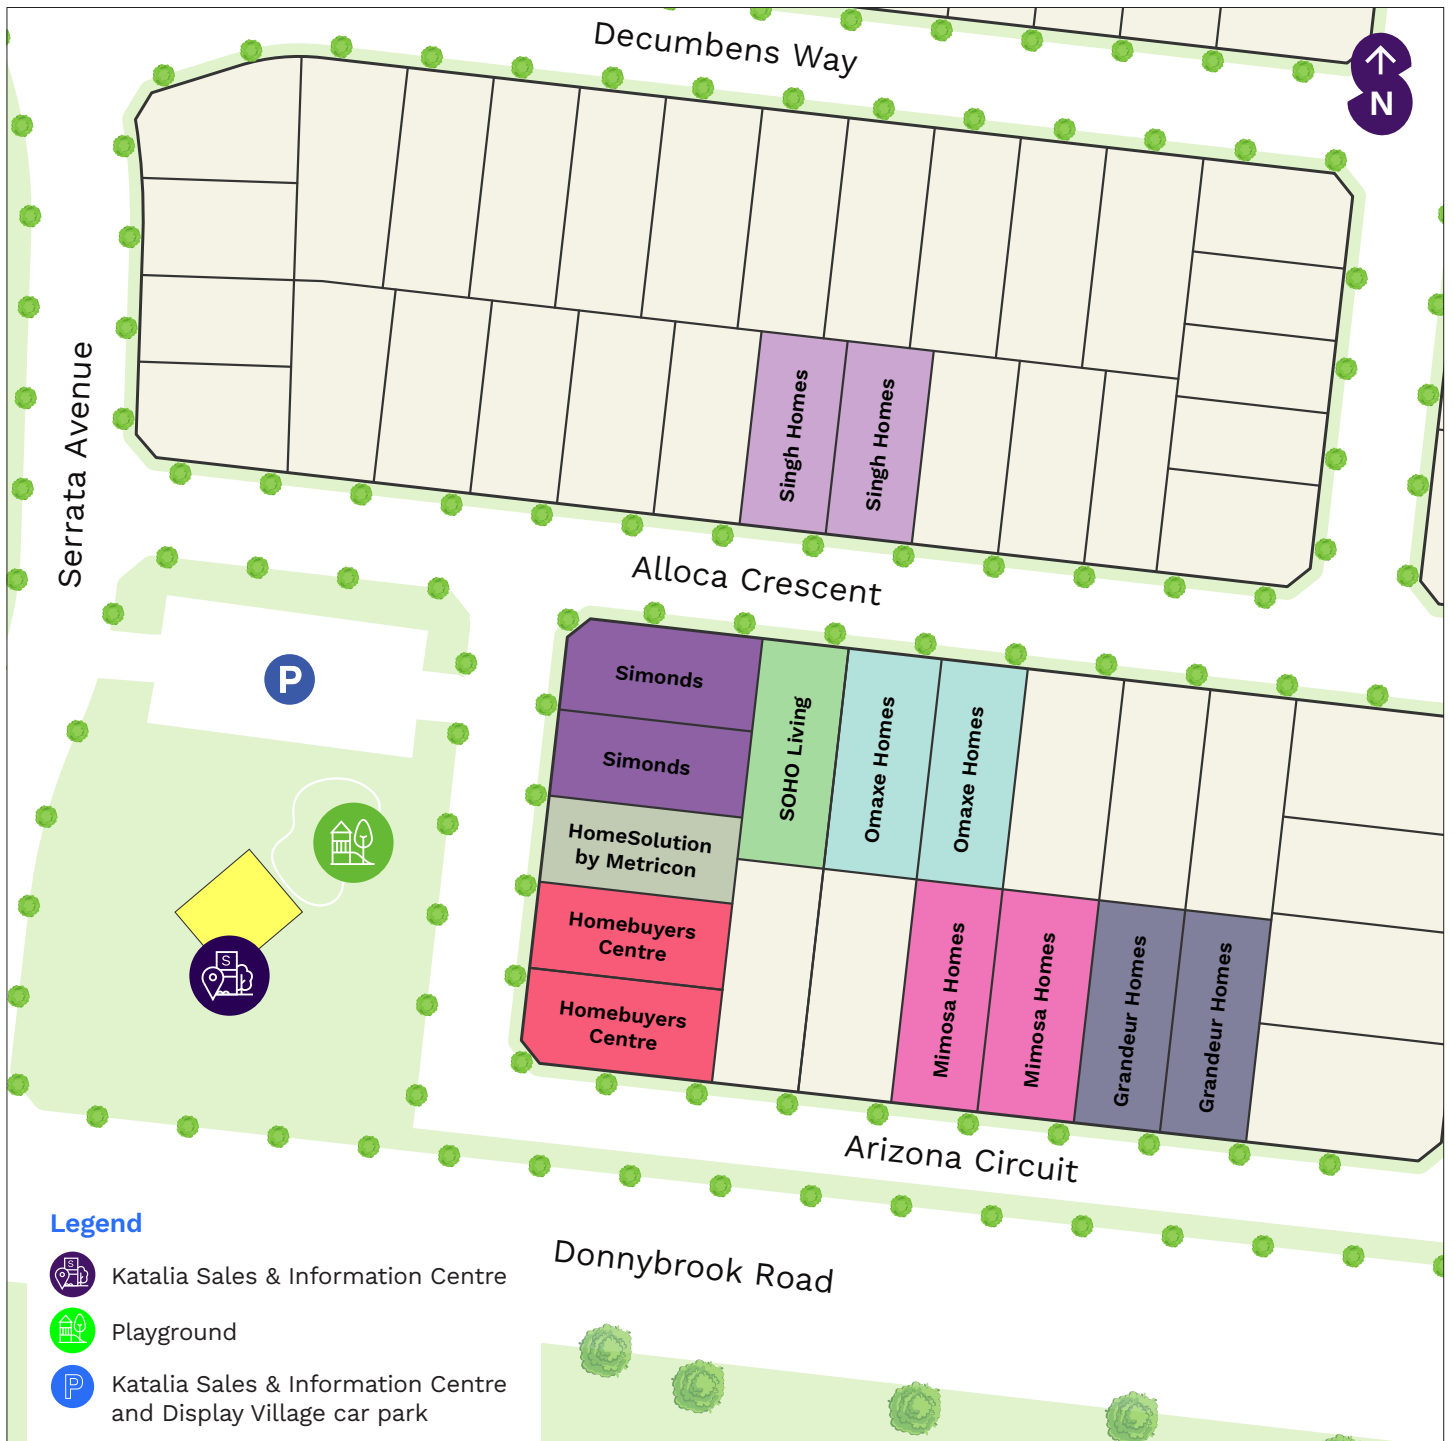 Decumbens Way
N
Serrata Avenue
Singh Homes
Singh Homes
Alloca Crescent
P
Simonds
Simonds
HomeSolution
by Metricon
Homebuyers
Centre
Homebuyers
Centre
SOHO Living
Omaxe Homes
Omaxe Homes
Mimosa Homes
Mimosa Homes
Grandeur Homes
Grandeur Homes
S
Arizona Circuit
Donnybrook Road
Legend
S
Katalia Sales & Information Centre
Playground
P
Katalia Sales & Information Centre
and Display Village car park